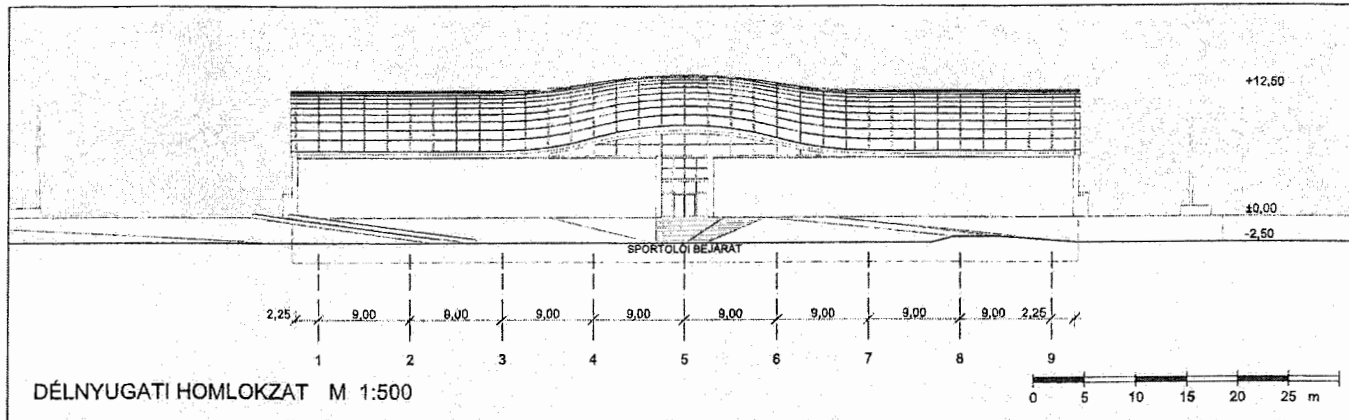 +12,50
±0,00
-2,50
SPORTOLÓI BEJÁRAT
2,25 9,00 9,00 9,00 9,00 9,00 9,00 9,00 9,00 2,25
1 2 3 4 5 6 7 8 9
DÉLNYUGATI HOMLOKZAT M 1:500
0 5 10 15 20 25 m